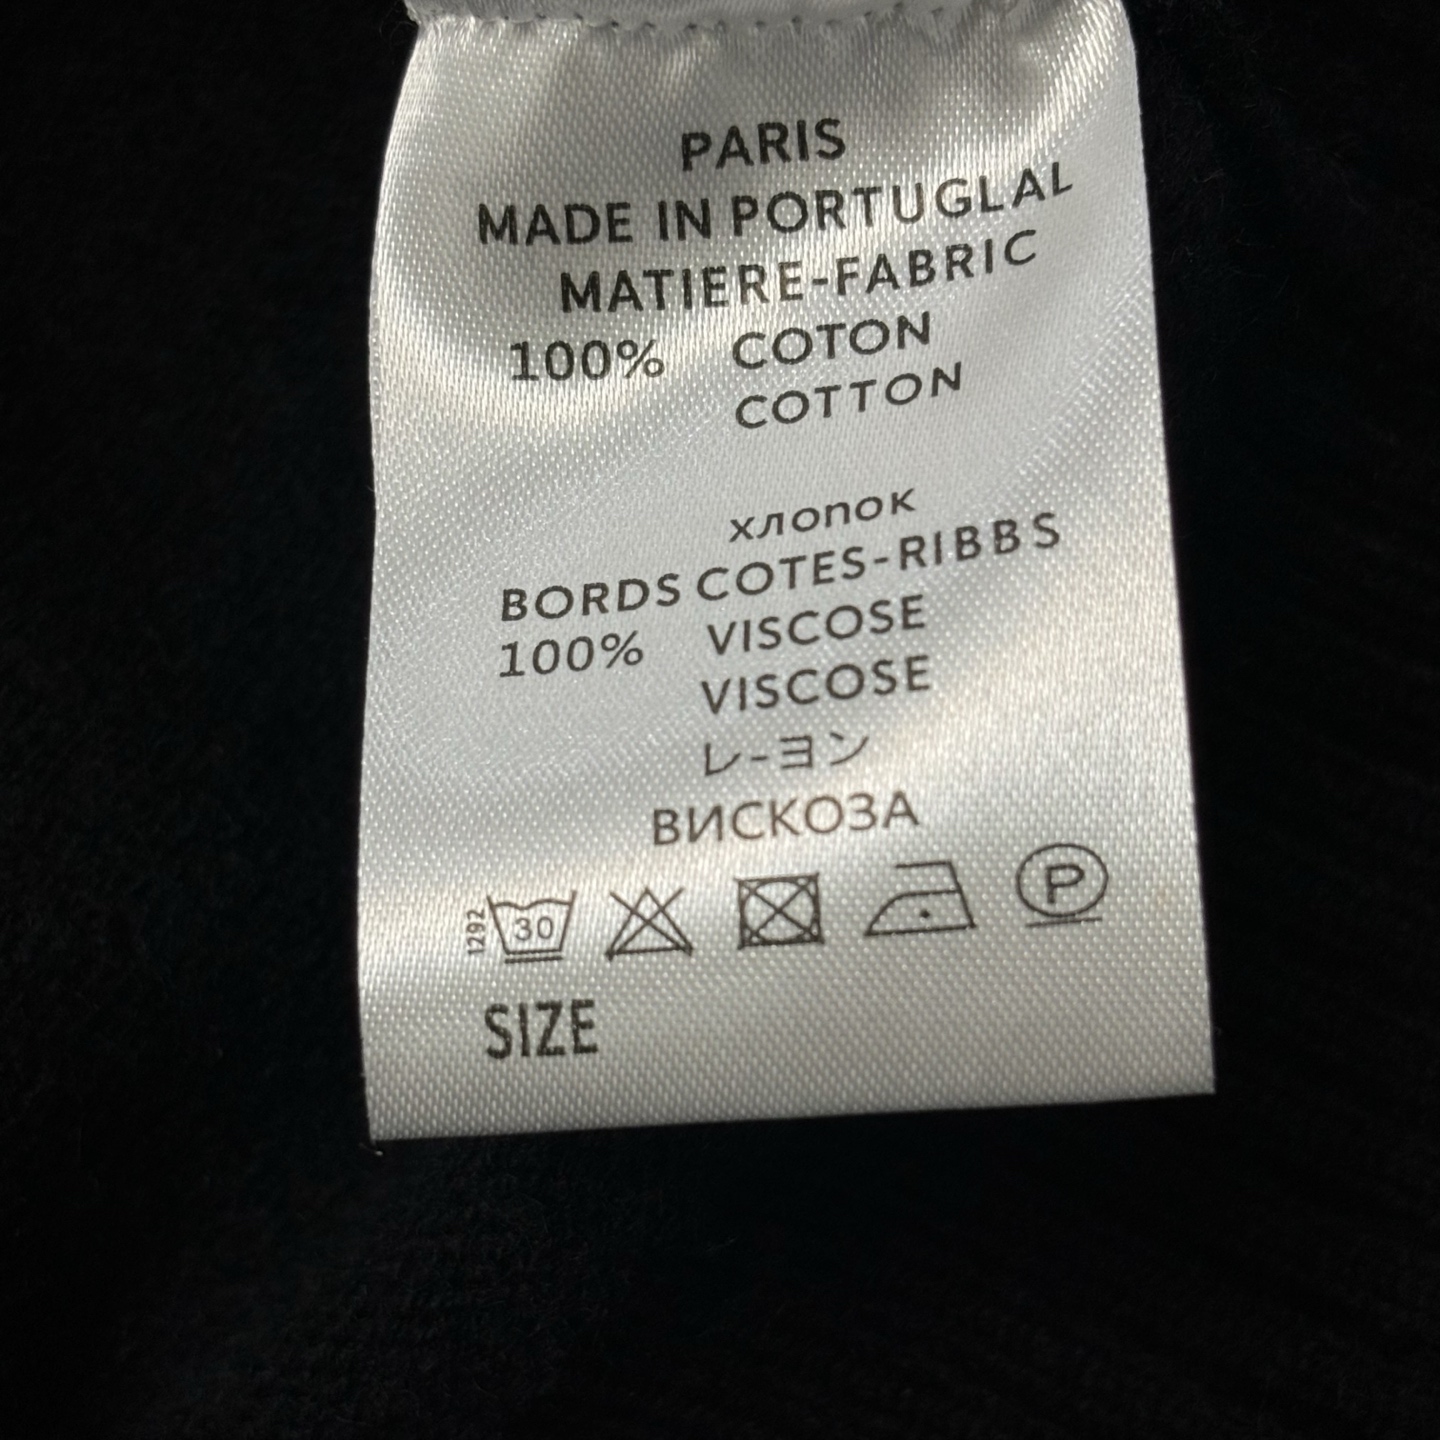 PARIS
MADE IN PORTUGLAL
MATIERE-FABRIC
100% COTON
COTTON
хлопок
BORDS COTES-RIBBS
100% VISCOSE
VISCOSE
レ-ヨン
ВИСКОЗА
1292 30 P
SIZE